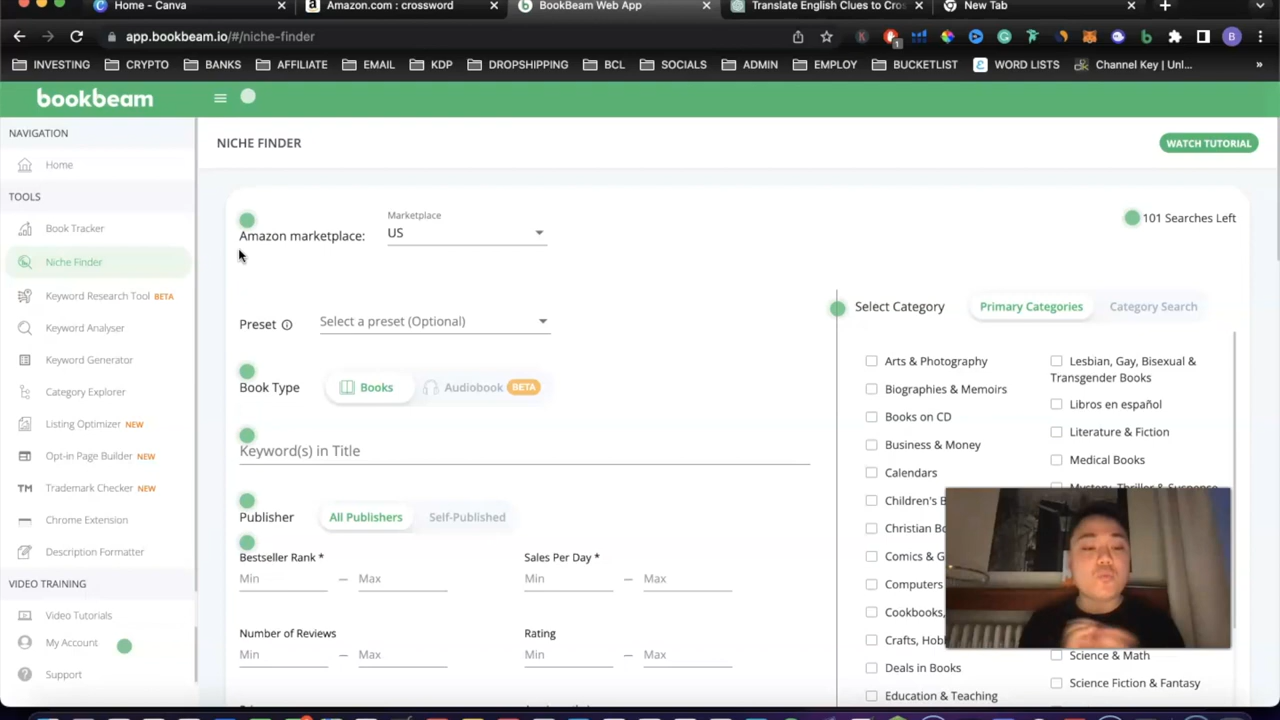 Home - Canva
Amazon.com : crossword
BookBeam Web App
Translate English Clues to Cros
New Tab
app.bookbeam.io/#/niche-finder
1
B
INVESTING
CRYPTO
BANKS
AFFILIATE
EMAIL
KDP
DROPSHIPPING
BCL
SOCIALS
ADMIN
EMPLOY
BUCKETLIST
WORD LISTS
Channel Key | Unl...
»
bookbeam
NAVIGATION
Home
TOOLS
Book Tracker
Niche Finder
Keyword Research Tool BETA
Keyword Analyser
Keyword Generator
Category Explorer
Listing Optimizer NEW
Opt-in Page Builder NEW
TM Trademark Checker NEW
Chrome Extension
Description Formatter
VIDEO TRAINING
Video Tutorials
My Account
Support
NICHE FINDER
WATCH TUTORIAL
Amazon marketplace:
Marketplace
US
101 Searches Left
Preset
Select a preset (Optional)
Book Type
Books
Audiobook BETA
Keyword(s) in Title
Publisher
All Publishers
Self-Published
Bestseller Rank *
Min – Max
Sales Per Day *
Min – Max
Number of Reviews
Min – Max
Rating
Min – Max
Select Category
Primary Categories
Category Search
Arts & Photography
Biographies & Memoirs
Books on CD
Business & Money
Calendars
Children's B
Christian Bo
Comics & G
Computers
Cookbooks,
Crafts, Hob
Deals in Books
Education & Teaching
Lesbian, Gay, Bisexual &
Transgender Books
Libros en español
Literature & Fiction
Medical Books
Mystery, Thriller & Suspense
Science & Math
Science Fiction & Fantasy